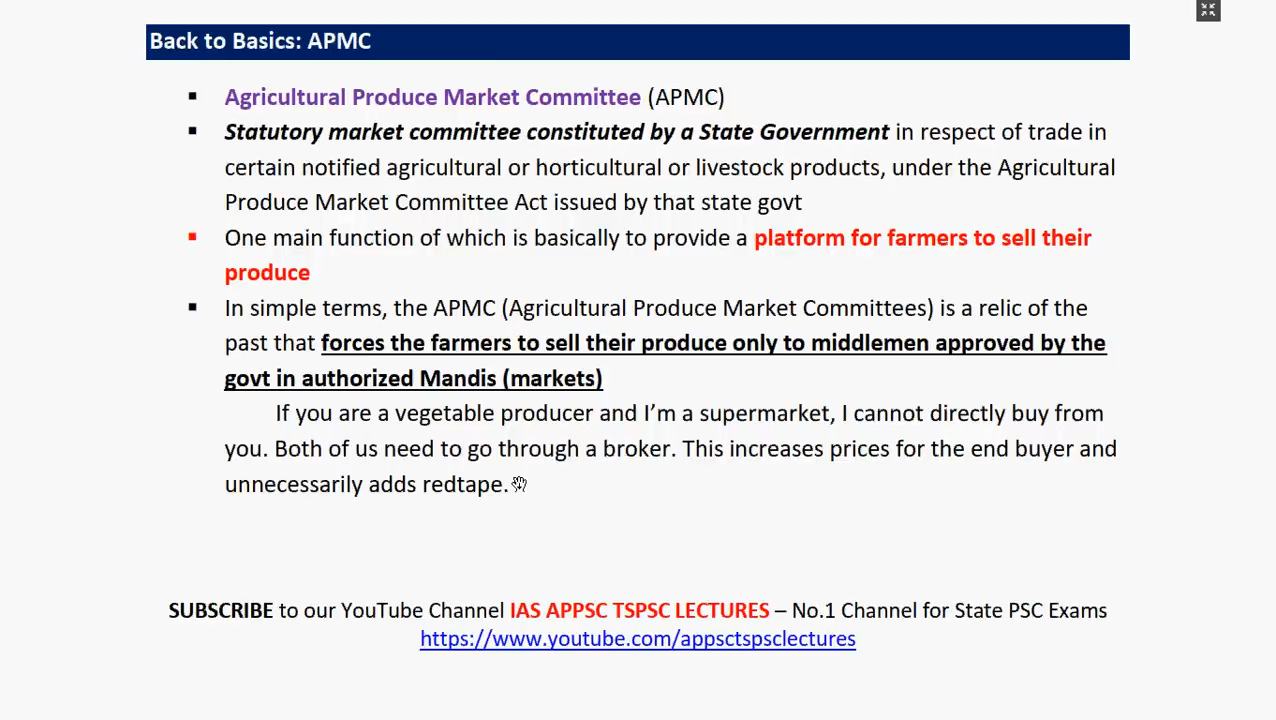 Back to Basics: APMC
▪ Agricultural Produce Market Committee (APMC)
▪ Statutory market committee constituted by a State Government in respect of trade in
certain notified agricultural or horticultural or livestock products, under the Agricultural
Produce Market Committee Act issued by that state govt
▪ One main function of which is basically to provide a platform for farmers to sell their
produce
▪ In simple terms, the APMC (Agricultural Produce Market Committees) is a relic of the
past that forces the farmers to sell their produce only to middlemen approved by the
govt in authorized Mandis (markets)
If you are a vegetable producer and I’m a supermarket, I cannot directly buy from
you. Both of us need to go through a broker. This increases prices for the end buyer and
unnecessarily adds redtape.
SUBSCRIBE to our YouTube Channel IAS APPSC TSPSC LECTURES – No.1 Channel for State PSC Exams
https://www.youtube.com/appsctspsclectures